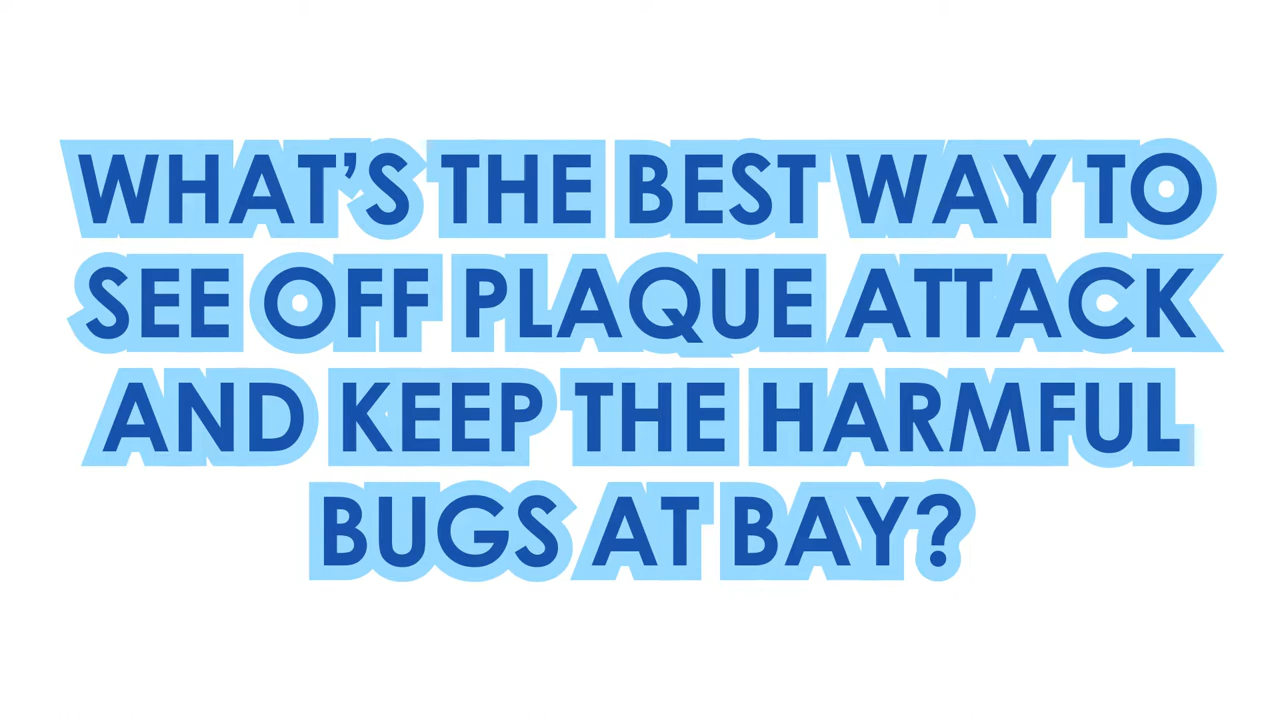 WHAT’S THE BEST WAY TO
SEE OFF PLAQUE ATTACK
AND KEEP THE HARMFUL
BUGS AT BAY?